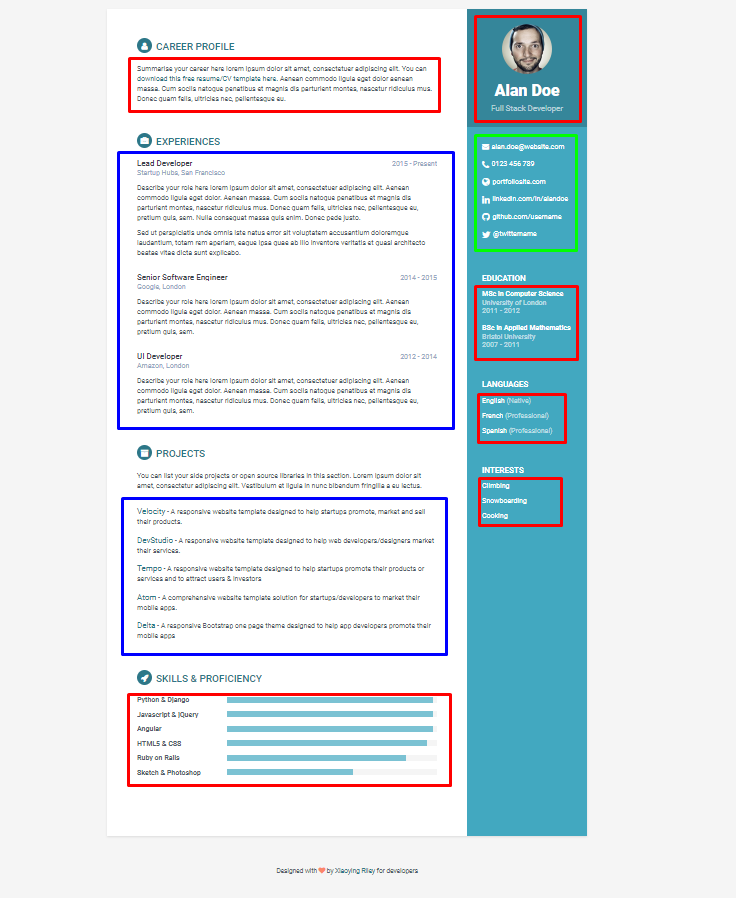 CAREER PROFILE
Summarise your career here lorem ipsum dolor sit amet, consectetuer adipiscing elit. You can
download this free resume/CV template here. Aenean commodo ligula eget dolor aenean
massa. Cum sociis natoque penatibus et magnis dis parturient montes, nascetur ridiculus mus.
Donec quam felis, ultricies nec, pellentesque eu.
EXPERIENCES
Lead Developer 2015 - Present
Startup Hubs, San Francisco
Describe your role here lorem ipsum dolor sit amet, consectetuer adipiscing elit. Aenean
commodo ligula eget dolor. Aenean massa. Cum sociis natoque penatibus et magnis dis
parturient montes, nascetur ridiculus mus. Donec quam felis, ultricies nec, pellentesque eu,
pretium quis, sem. Nulla consequat massa quis enim. Donec pede justo.
Sed ut perspiciatis unde omnis iste natus error sit voluptatem accusantium doloremque
laudantium, totam rem aperiam, eaque ipsa quae ab illo inventore veritatis et quasi architecto
beatae vitae dicta sunt explicabo.
Senior Software Engineer 2014 - 2015
Google, London
Describe your role here lorem ipsum dolor sit amet, consectetuer adipiscing elit. Aenean
commodo ligula eget dolor. Aenean massa. Cum sociis natoque penatibus et magnis dis
parturient montes, nascetur ridiculus mus. Donec quam felis, ultricies nec, pellentesque eu,
pretium quis, sem.
UI Developer 2012 - 2014
Amazon, London
Describe your role here lorem ipsum dolor sit amet, consectetuer adipiscing elit. Aenean
commodo ligula eget dolor. Aenean massa. Cum sociis natoque penatibus et magnis dis
parturient montes, nascetur ridiculus mus. Donec quam felis, ultricies nec, pellentesque eu,
pretium quis, sem.
PROJECTS
You can list your side projects or open source libraries in this section. Lorem ipsum dolor sit
amet, consectetur adipiscing elit. Vestibulum et ligula in nunc bibendum fringilla a eu lectus.
Velocity - A responsive website template designed to help startups promote, market and sell
their products.
DevStudio - A responsive website template designed to help web developers/designers market
their services.
Tempo - A responsive website template designed to help startups promote their products or
services and to attract users & investors
Atom - A comprehensive website template solution for startups/developers to market their
mobile apps.
Delta - A responsive Bootstrap one page theme designed to help app developers promote their
mobile apps
SKILLS & PROFICIENCY
Python & Django
Javascript & jQuery
Angular
HTML5 & CSS
Ruby on Rails
Sketch & Photoshop
Alan Doe
Full Stack Developer
alan.doe@website.com
0123 456 789
portfoliosite.com
linkedin.com/in/alandoe
github.com/username
@twittername
EDUCATION
MSc in Computer Science
University of London
2011 - 2012
BSc in Applied Mathematics
Bristol University
2007 - 2011
LANGUAGES
English (Native)
French (Professional)
Spanish (Professional)
INTERESTS
Climbing
Snowboarding
Cooking
Designed with by Xiaoying Riley for developers